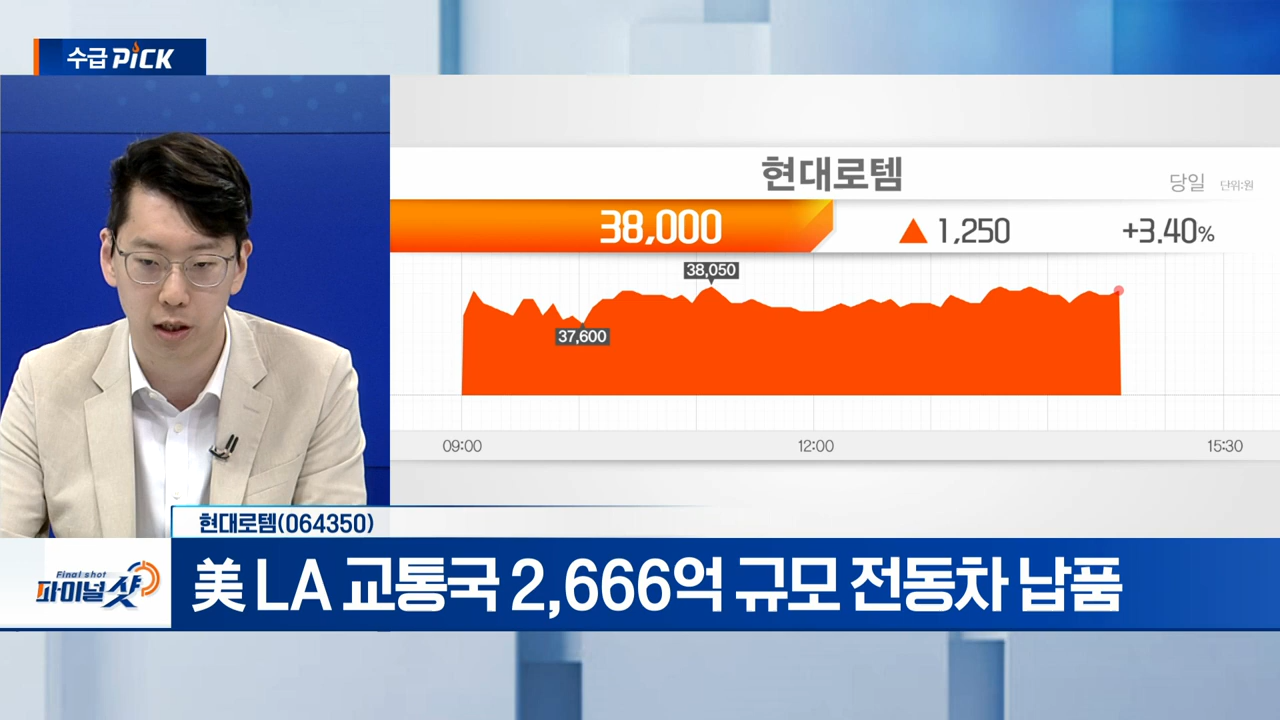 수급 PiCK
현대로템
당일 단위:원
38,000 ▲ 1,250 +3.40%
38,050
37,600
09:00 12:00 15:30
현대로템(064350)
Final shot
파이널샷
美 LA 교통국 2,666억 규모 전동차 납품